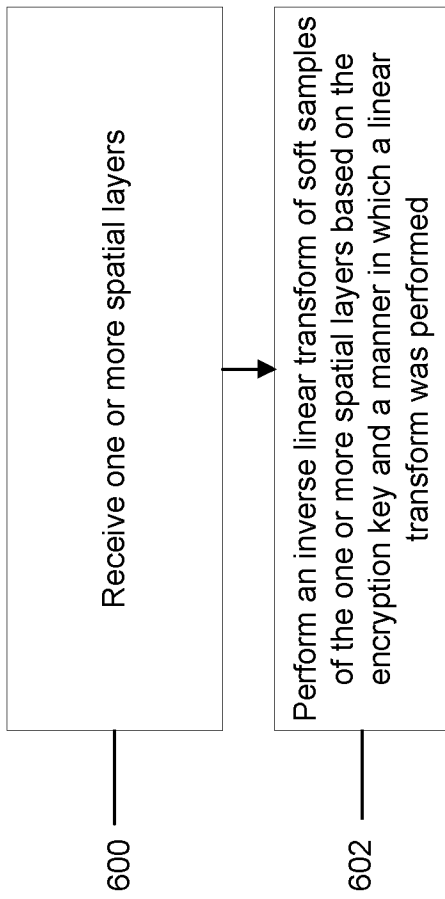 600
Receive one or more spatial layers
602
Perform an inverse linear transform of soft samples
of the one or more spatial layers based on the
encryption key and a manner in which a linear
transform was performed